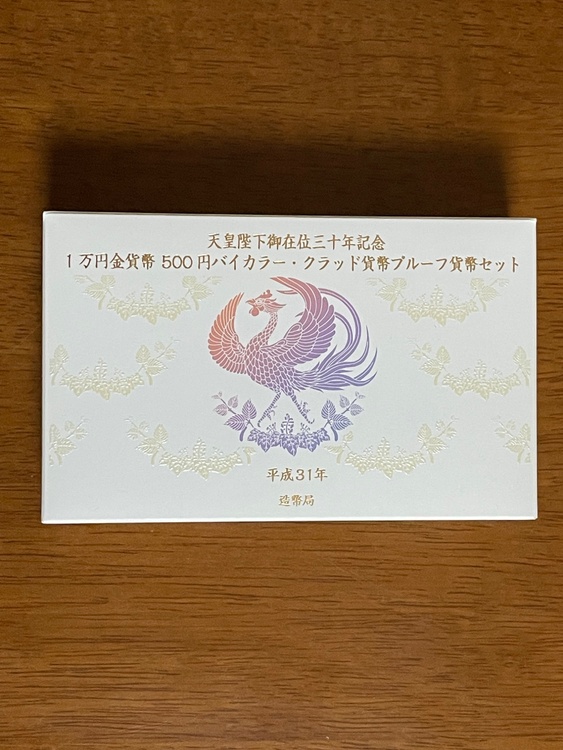 天皇陛下御在位三十年記念
1万円金貨幣 500円バイカラー・クラッド貨幣プルーフ貨幣セット
平成31年
造幣局